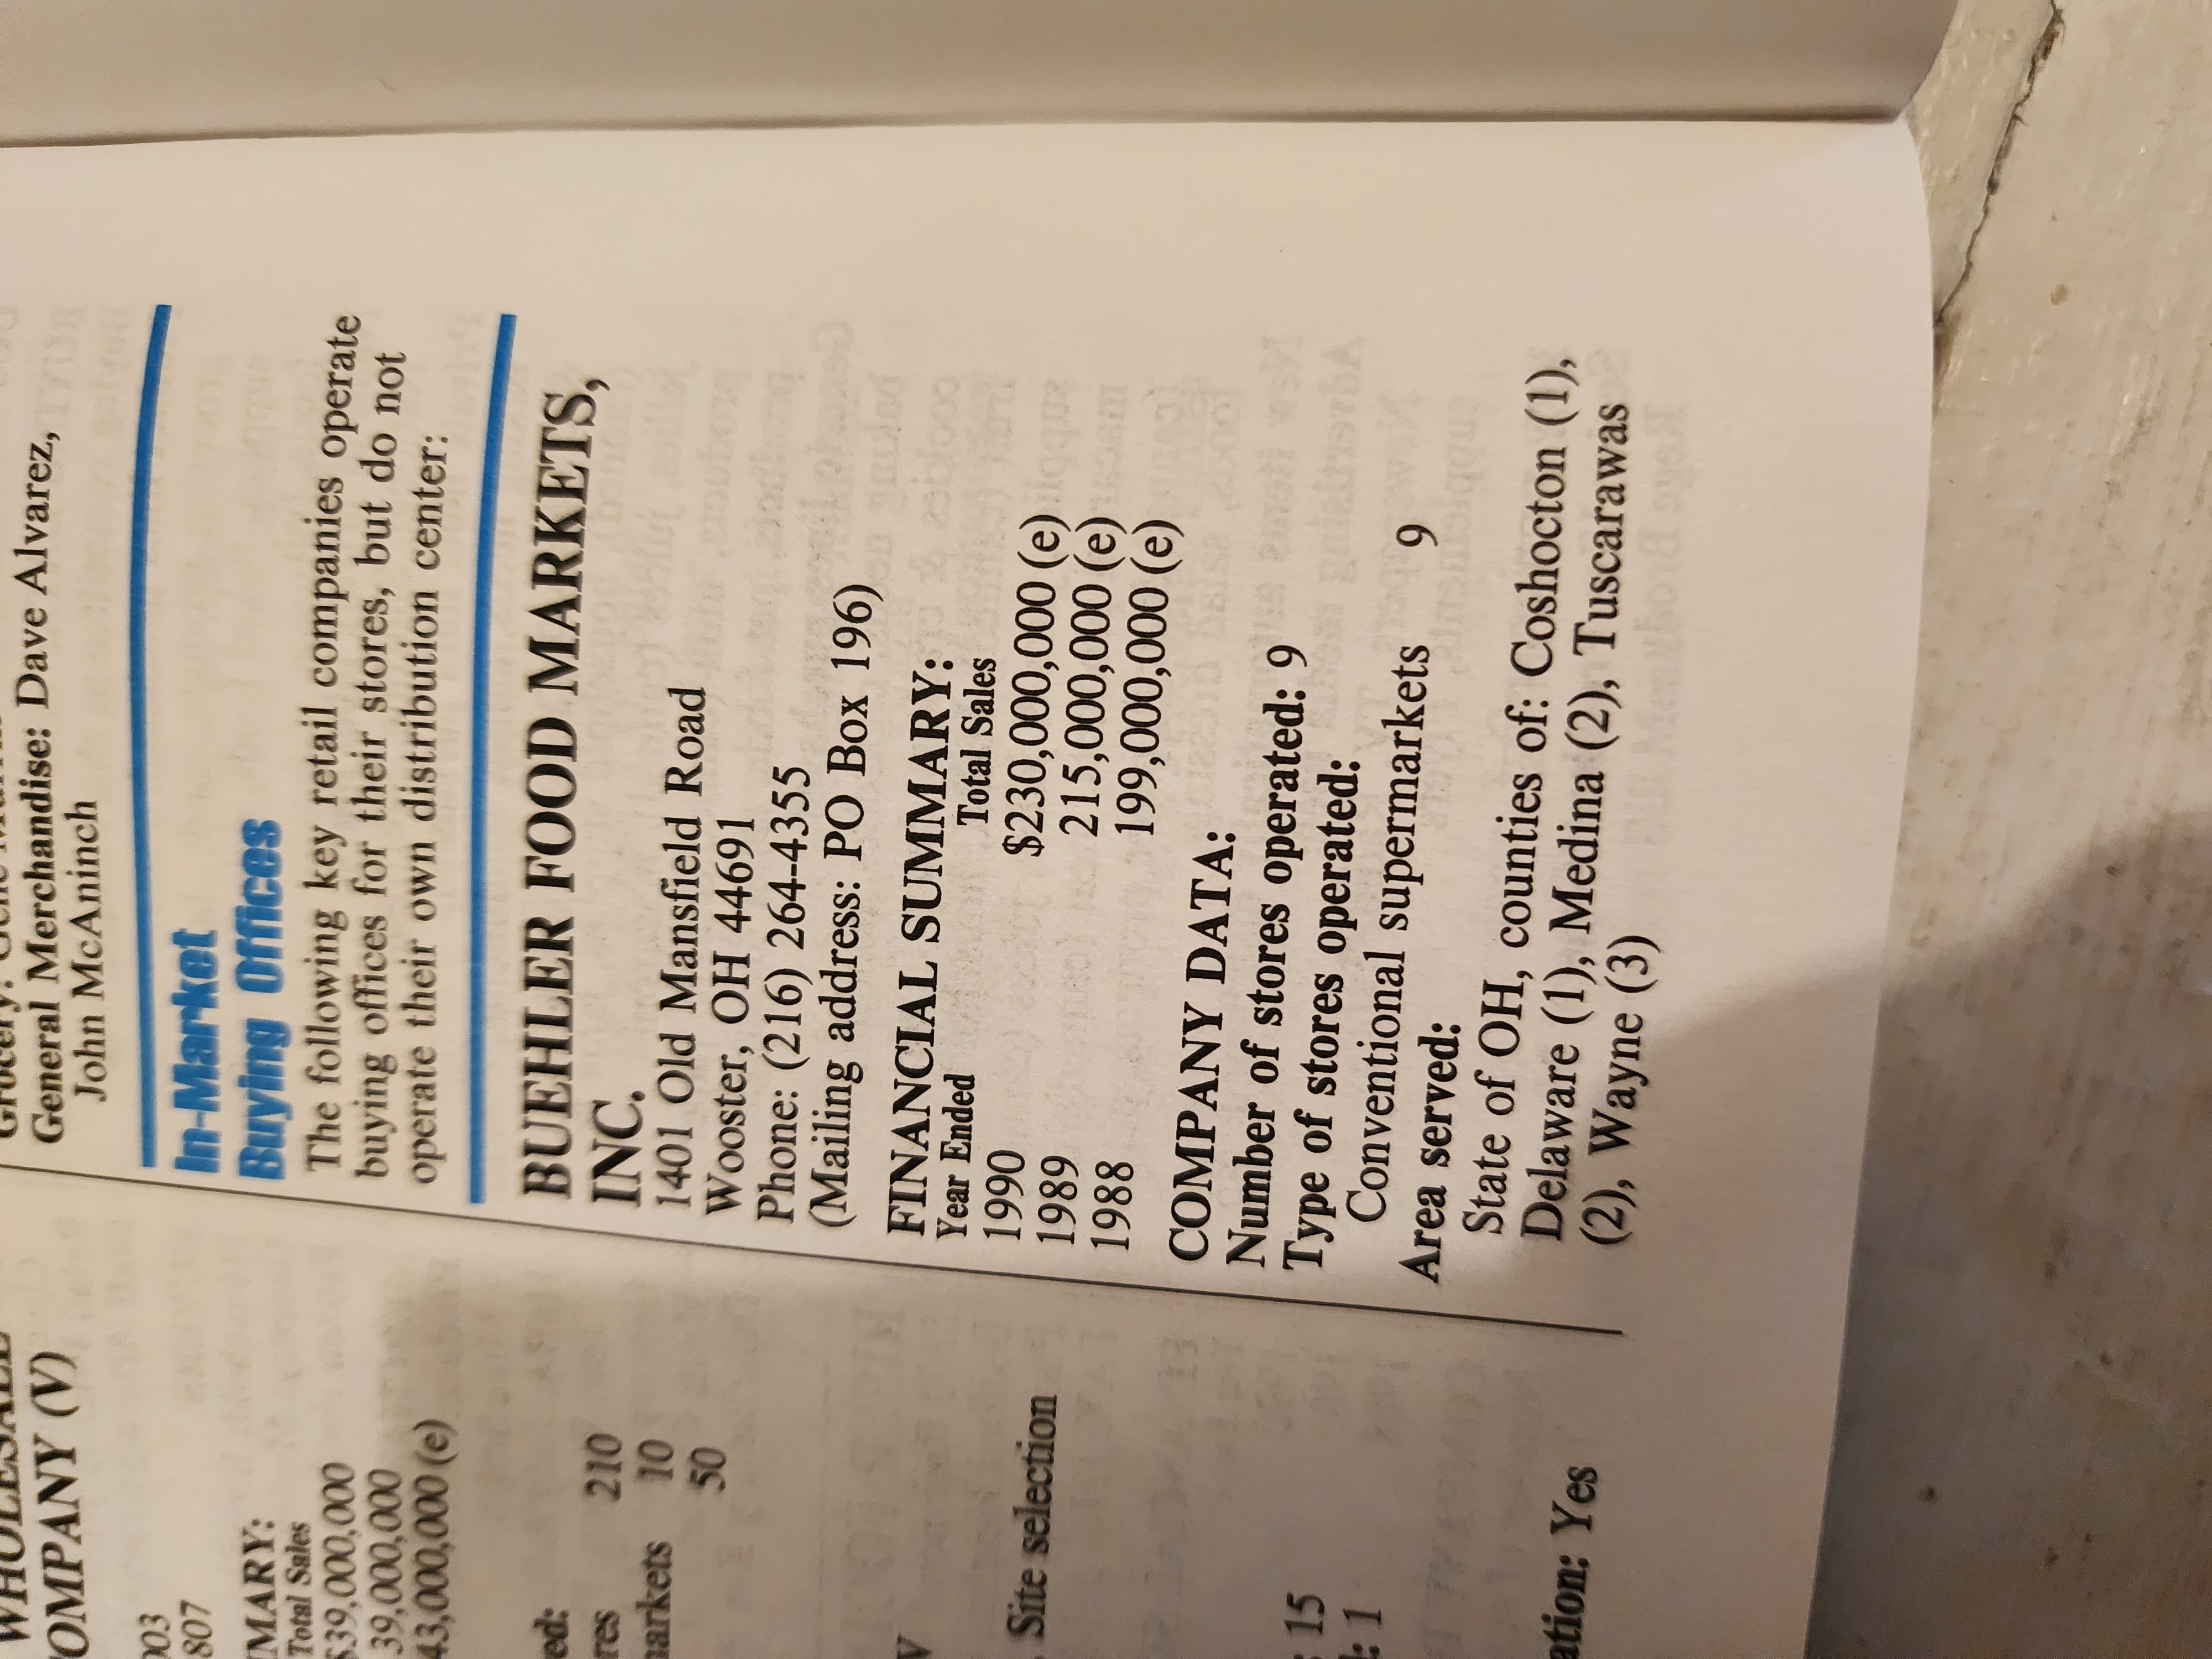 WHOLESALE
COMPANY (V)
003
807
Total Sales
$39,000,000
39,000,000
43,000,000 (e)
210
10
50
Site selection
15
1
Yes
General Merchandise: Dave Alvarez,
John McAninch
In-Market
Buying Offices
The following key retail companies operate
buying offices for their stores, but do not
operate their own distribution center:
BUEHLER FOOD MARKETS,
INC.
1401 Old Mansfield Road
Wooster, OH 44691
Phone: (216) 264-4355
(Mailing address: PO Box 196)
FINANCIAL SUMMARY:
Year Ended Total Sales
1990 $230,000,000 (e)
1989 215,000,000 (e)
1988 199,000,000 (e)
COMPANY DATA:
Number of stores operated: 9
Type of stores operated:
Conventional supermarkets 9
Area served:
State of OH, counties of: Coshocton (1),
Delaware (1), Medina (2), Tuscarawas
(2), Wayne (3)